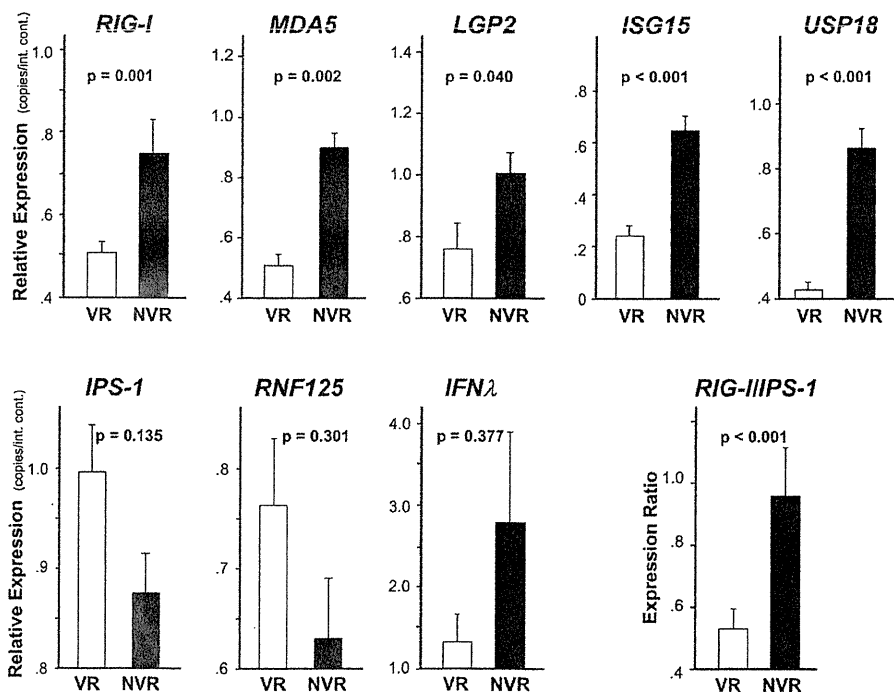 RIG-I MDA5 LGP2 ISG15 USP18
Relative Expression (copies/int. cont.)
1.0
.8
.6
.4
p = 0.001
VR NVR
1.2
1.0
.8
.6
.4
p = 0.002
VR NVR
1.4
1.2
1.0
.8
.6
p = 0.040
VR NVR
.8
.6
.4
.2
0
p < 0.001
VR NVR
1.0
.8
.6
.4
p < 0.001
VR NVR
IPS-1 RNF125 IFNλ RIG-I/IPS-1
Relative Expression (copies/int. cont.)
1.0
.9
.8
p = 0.135
VR NVR
.8
.7
.6
p = 0.301
VR NVR
4.0
3.0
2.0
1.0
p = 0.377
VR NVR
Expression Ratio
1.0
.8
.6
.4
p < 0.001
VR NVR